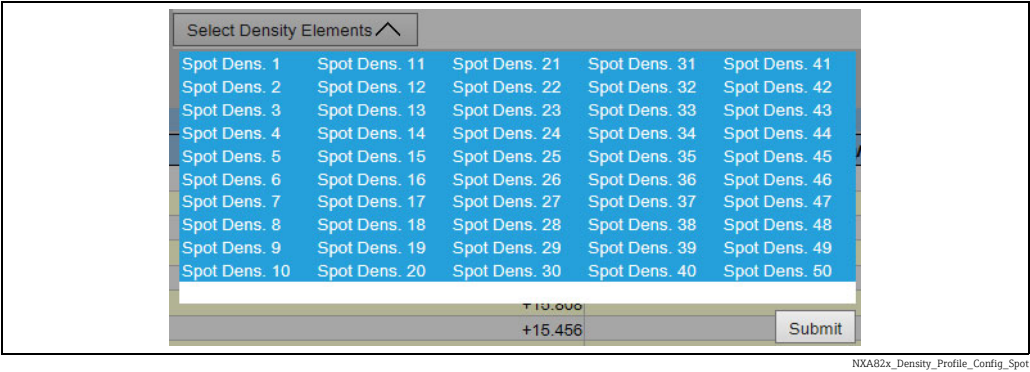 Select Density Elements
Spot Dens. 1 Spot Dens. 11 Spot Dens. 21 Spot Dens. 31 Spot Dens. 41
Spot Dens. 2 Spot Dens. 12 Spot Dens. 22 Spot Dens. 32 Spot Dens. 42
Spot Dens. 3 Spot Dens. 13 Spot Dens. 23 Spot Dens. 33 Spot Dens. 43
Spot Dens. 4 Spot Dens. 14 Spot Dens. 24 Spot Dens. 34 Spot Dens. 44
Spot Dens. 5 Spot Dens. 15 Spot Dens. 25 Spot Dens. 35 Spot Dens. 45
Spot Dens. 6 Spot Dens. 16 Spot Dens. 26 Spot Dens. 36 Spot Dens. 46
Spot Dens. 7 Spot Dens. 17 Spot Dens. 27 Spot Dens. 37 Spot Dens. 47
Spot Dens. 8 Spot Dens. 18 Spot Dens. 28 Spot Dens. 38 Spot Dens. 48
Spot Dens. 9 Spot Dens. 19 Spot Dens. 29 Spot Dens. 39 Spot Dens. 49
Spot Dens. 10 Spot Dens. 20 Spot Dens. 30 Spot Dens. 40 Spot Dens. 50
+15.808
+15.456
Submit
NXA82x_Density_Profile_Config_Spot